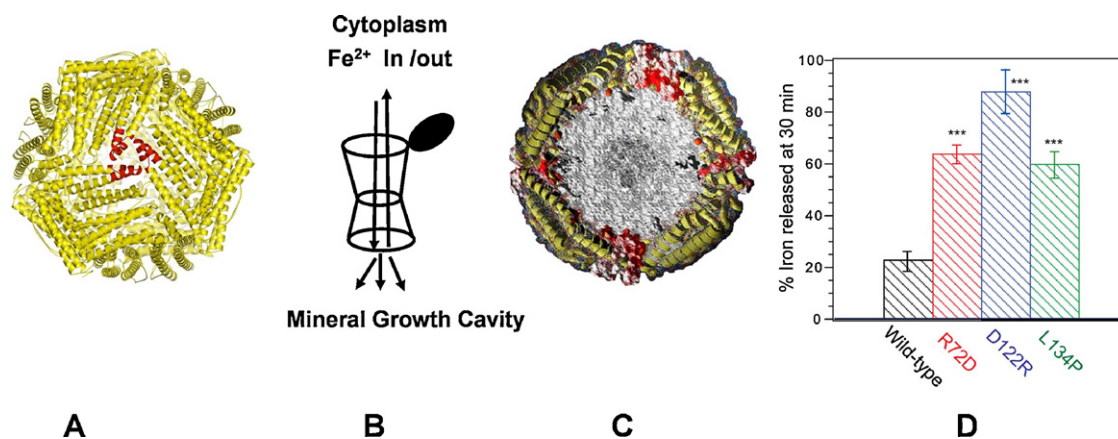 Cytoplasm
Fe²⁺ In /out
Mineral Growth Cavity
% Iron released at 30 min
100
80
60
40
20
0
***
***
***
Wild-type
R72D
D122R
L134P
A
B
C
D